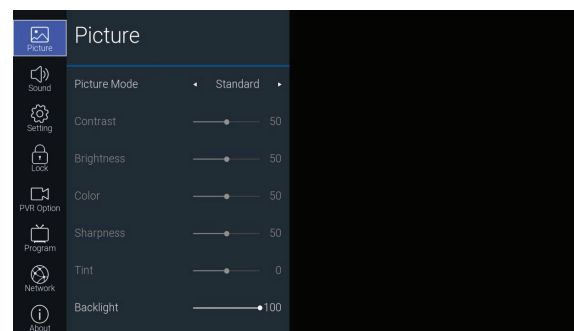 Picture
Sound
Setting
Lock
PVR Option
Program
Network
About
Picture
Picture Mode Standard
Contrast 50
Brightness 50
Color 50
Sharpness 50
Tint 0
Backlight 100